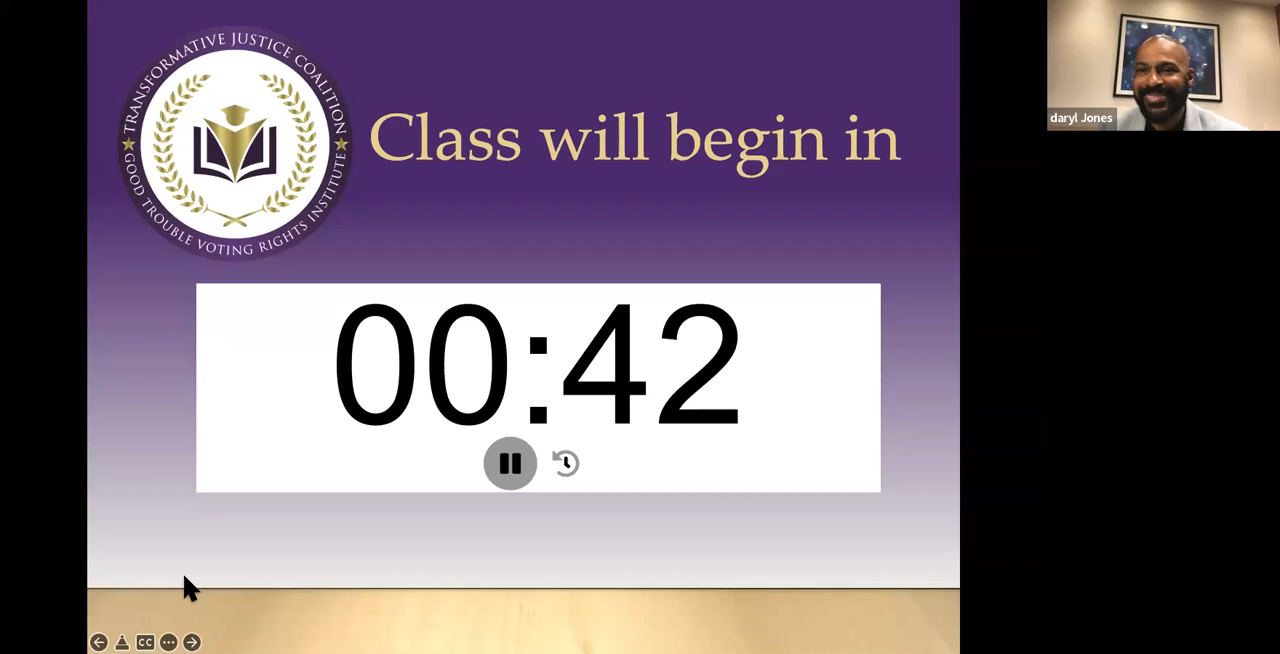 TRANSFORMATIVE JUSTICE COALITION
GOOD TROUBLE VOTING RIGHTS INSTITUTE
Class will begin in
00:42
daryl Jones
CC